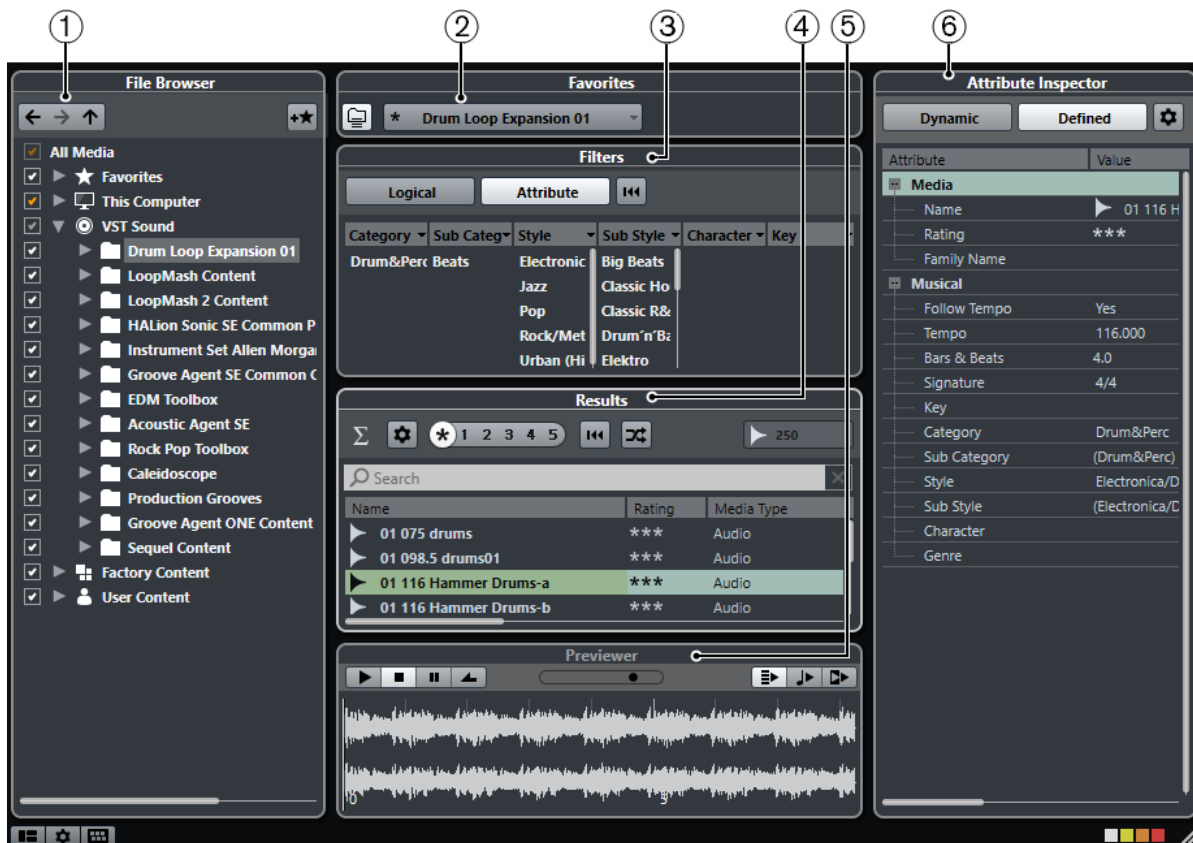 ① ② ③ ④ ⑤ ⑥
File Browser
All Media
Favorites
This Computer
VST Sound
Drum Loop Expansion 01
LoopMash Content
LoopMash 2 Content
HALion Sonic SE Common P
Instrument Set Allen Morga
Groove Agent SE Common C
EDM Toolbox
Acoustic Agent SE
Rock Pop Toolbox
Caleidoscope
Production Grooves
Groove Agent ONE Content
Sequel Content
Factory Content
User Content
Favorites
* Drum Loop Expansion 01
Filters
Logical Attribute
Category Sub Categ Style Sub Style Character Key
Drum&Perc Beats Electronic Big Beats
Jazz Classic Ho
Pop Classic R&
Rock/Met Drum´n´Ba
Urban (Hi Elektro
Results
Σ * 1 2 3 4 5 250
Search
Name Rating Media Type
01 075 drums *** Audio
01 098.5 drums01 *** Audio
01 116 Hammer Drums-a *** Audio
01 116 Hammer Drums-b *** Audio
Previewer
0 5
Attribute Inspector
Dynamic Defined
Attribute Value
Media
Name 01 116 H
Rating ***
Family Name
Musical
Follow Tempo Yes
Tempo 116.000
Bars & Beats 4.0
Signature 4/4
Key
Category Drum&Perc
Sub Category (Drum&Perc)
Style Electronica/D
Sub Style (Electronica/D
Character
Genre